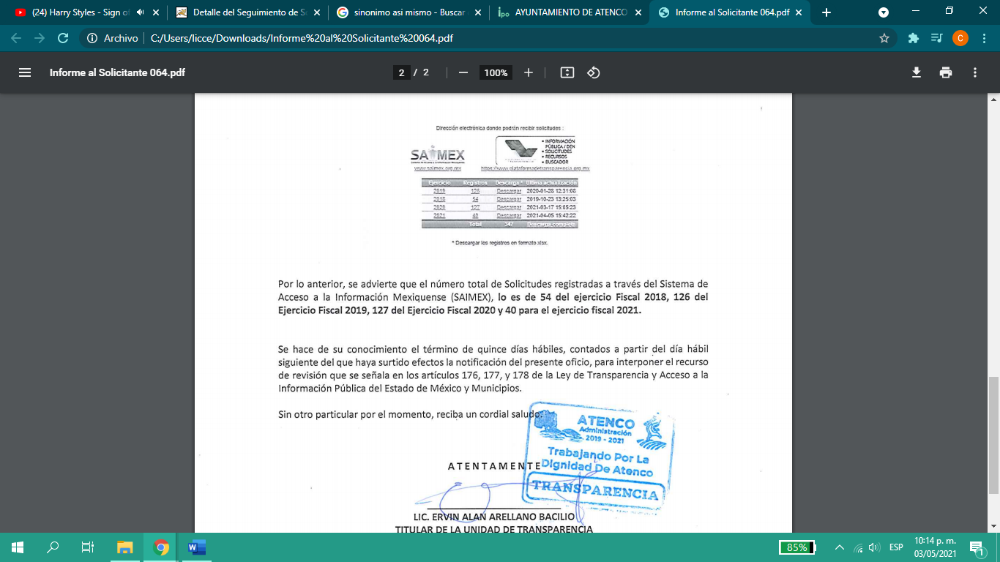 (24) Harry Styles - Sign of
Detalle del Seguimiento de So
sinonimo asi mismo - Buscar
ipo AYUNTAMIENTO DE ATENCO
Informe al Solicitante 064.pdf
Archivo C:/Users/licce/Downloads/Informe%20al%20Solicitante%20064.pdf
C
Informe al Solicitante 064.pdf
2 / 2
100%
Dirección electrónica donde podrán recibir solicitudes :
SAIMEX
www.saimex.org.mx
• INFORMACIÓN
PÚBLICA / DEN
• SOLICITUDES
• RECURSOS
• BUSCADOR
https://www.plataformadetransparencia.org.mx
Ejercicio Registros Descarga * Última actualización
2019 126 Descargar 2020-01-28 12:31:08
2018 54 Descargar 2019-10-23 13:25:03
2020 127 Descargar 2021-03-17 15:05:23
2021 40 Descargar 2021-04-05 15:42:22
Total 347 Descarga completa
* Descargar los registros en formato xlsx.
Por lo anterior, se advierte que el número total de Solicitudes registradas a través del Sistema de
Acceso a la Información Mexiquense (SAIMEX), lo es de 54 del ejercicio Fiscal 2018, 126 del
Ejercicio Fiscal 2019, 127 del Ejercicio Fiscal 2020 y 40 para el ejercicio fiscal 2021.
Se hace de su conocimiento el término de quince días hábiles, contados a partir del día hábil
siguiente del que haya surtido efectos la notificación del presente oficio, para interponer el recurso
de revisión que se señala en los artículos 176, 177, y 178 de la Ley de Transparencia y Acceso a la
Información Pública del Estado de México y Municipios.
Sin otro particular por el momento, reciba un cordial saludo.
ATENCO
Administración
2019 - 2021
Trabajando Por La
Dignidad De Atenco
TRANSPARENCIA
A T E N T A M E N T E
LIC. ERVIN ALAN ARELLANO BACILIO
TITULAR DE LA UNIDAD DE TRANSPARENCIA
85%
ESP
10:14 p. m.
03/05/2021
1